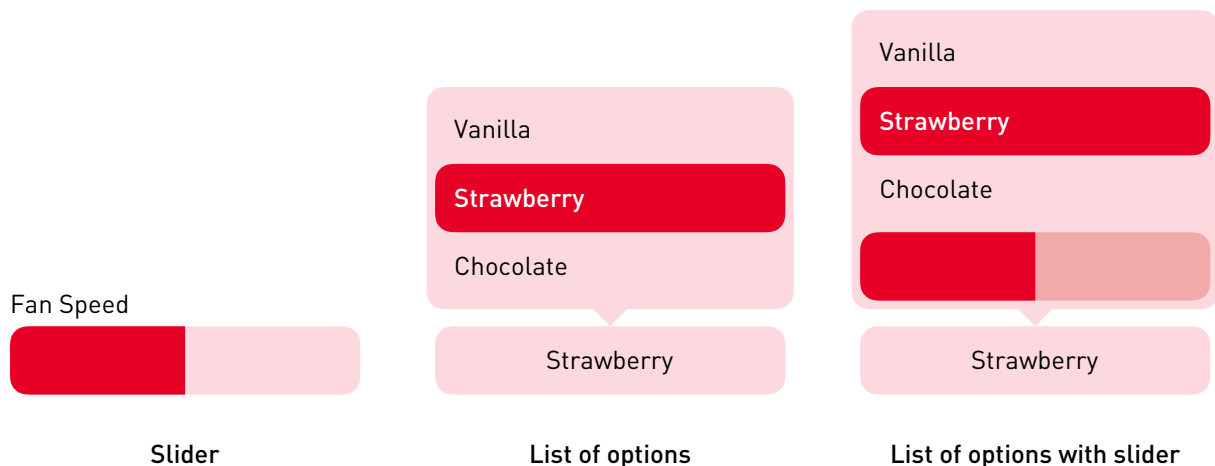 Fan Speed
Slider
Vanilla
Strawberry
Chocolate
Strawberry
List of options
Vanilla
Strawberry
Chocolate
Strawberry
List of options with slider